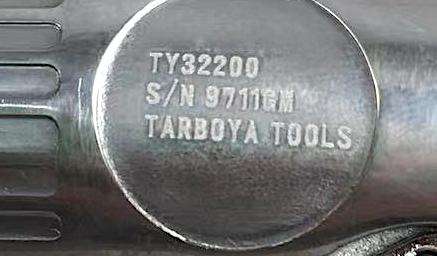 TY32200
S/N 9711GM
TARBOYA TOOLS